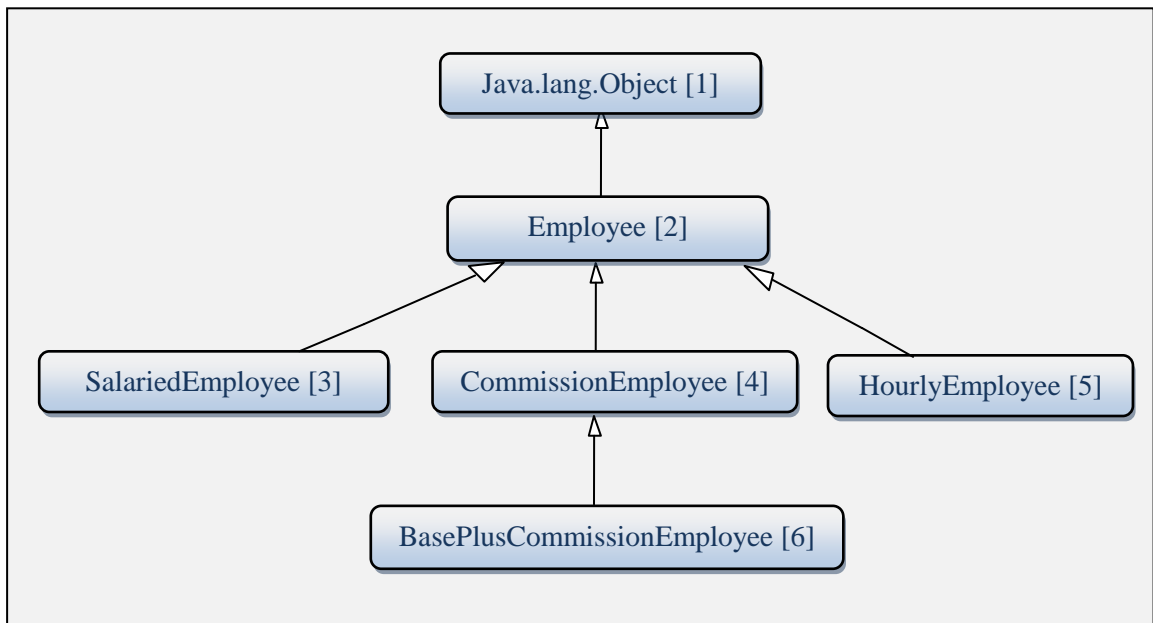 Java.lang.Object [1]
Employee [2]
SalariedEmployee [3]
CommissionEmployee [4]
HourlyEmployee [5]
BasePlusCommissionEmployee [6]